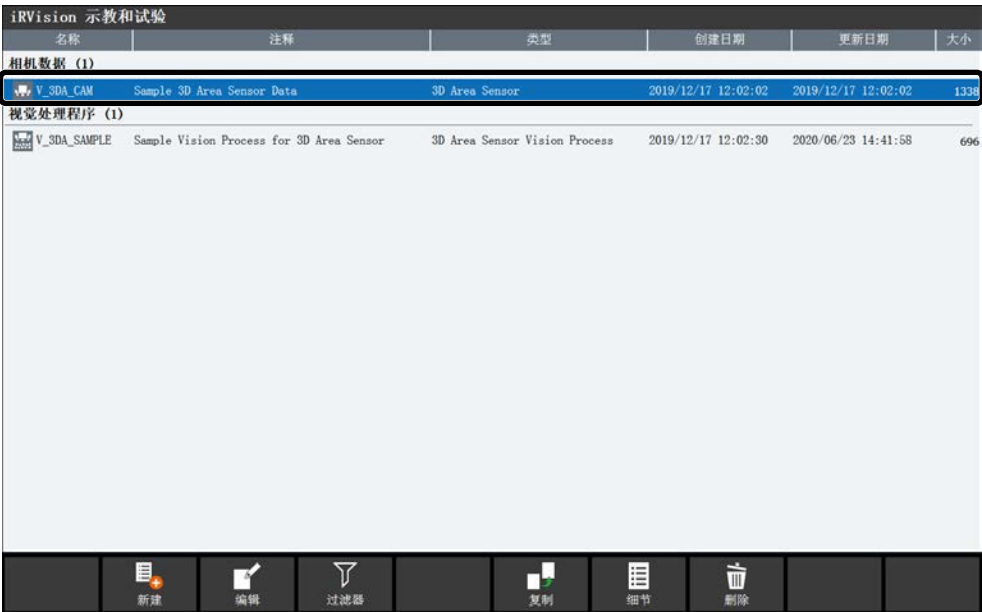 iRVision 示教和试验
名称 注释 类型 创建日期 更新日期 大小
相机数据 (1)
V_3DA_CAM Sample 3D Area Sensor Data 3D Area Sensor 2019/12/17 12:02:02 2019/12/17 12:02:02 1338
视觉处理程序 (1)
V_3DA_SAMPLE Sample Vision Process for 3D Area Sensor 3D Area Sensor Vision Process 2019/12/17 12:02:30 2020/06/23 14:41:58 696
新建 编辑 过滤器 复制 细节 删除